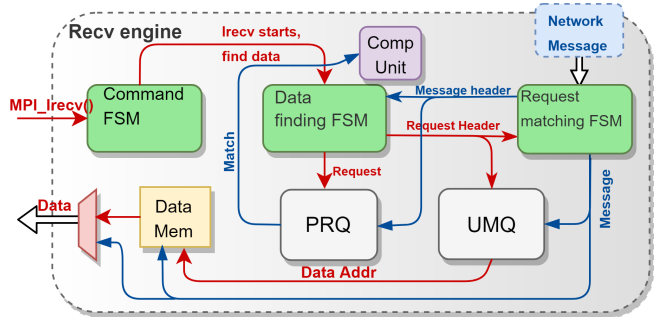 Recv engine
Irecv starts,
find data
Comp
Unit
Network
Message
MPI_Irecv()
Command
FSM
Data
finding FSM
Message header
Request
matching FSM
Request Header
Match
Request
Message
Data
Data
Mem
PRQ
UMQ
Data Addr